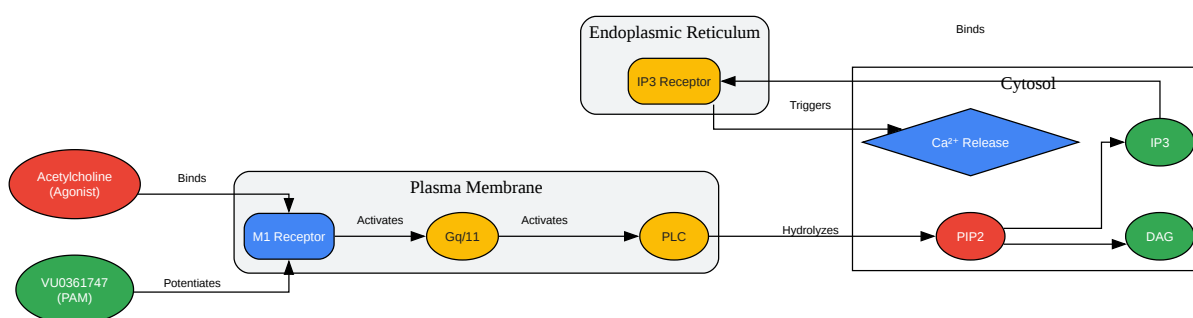 Endoplasmic Reticulum
Binds
IP3 Receptor
Cytosol
Triggers
Ca²⁺ Release
IP3
Acetylcholine
(Agonist)
Binds
Plasma Membrane
M1 Receptor
Activates
Gq/11
Activates
PLC
Hydrolyzes
PIP2
DAG
VU0361747
(PAM)
Potentiates